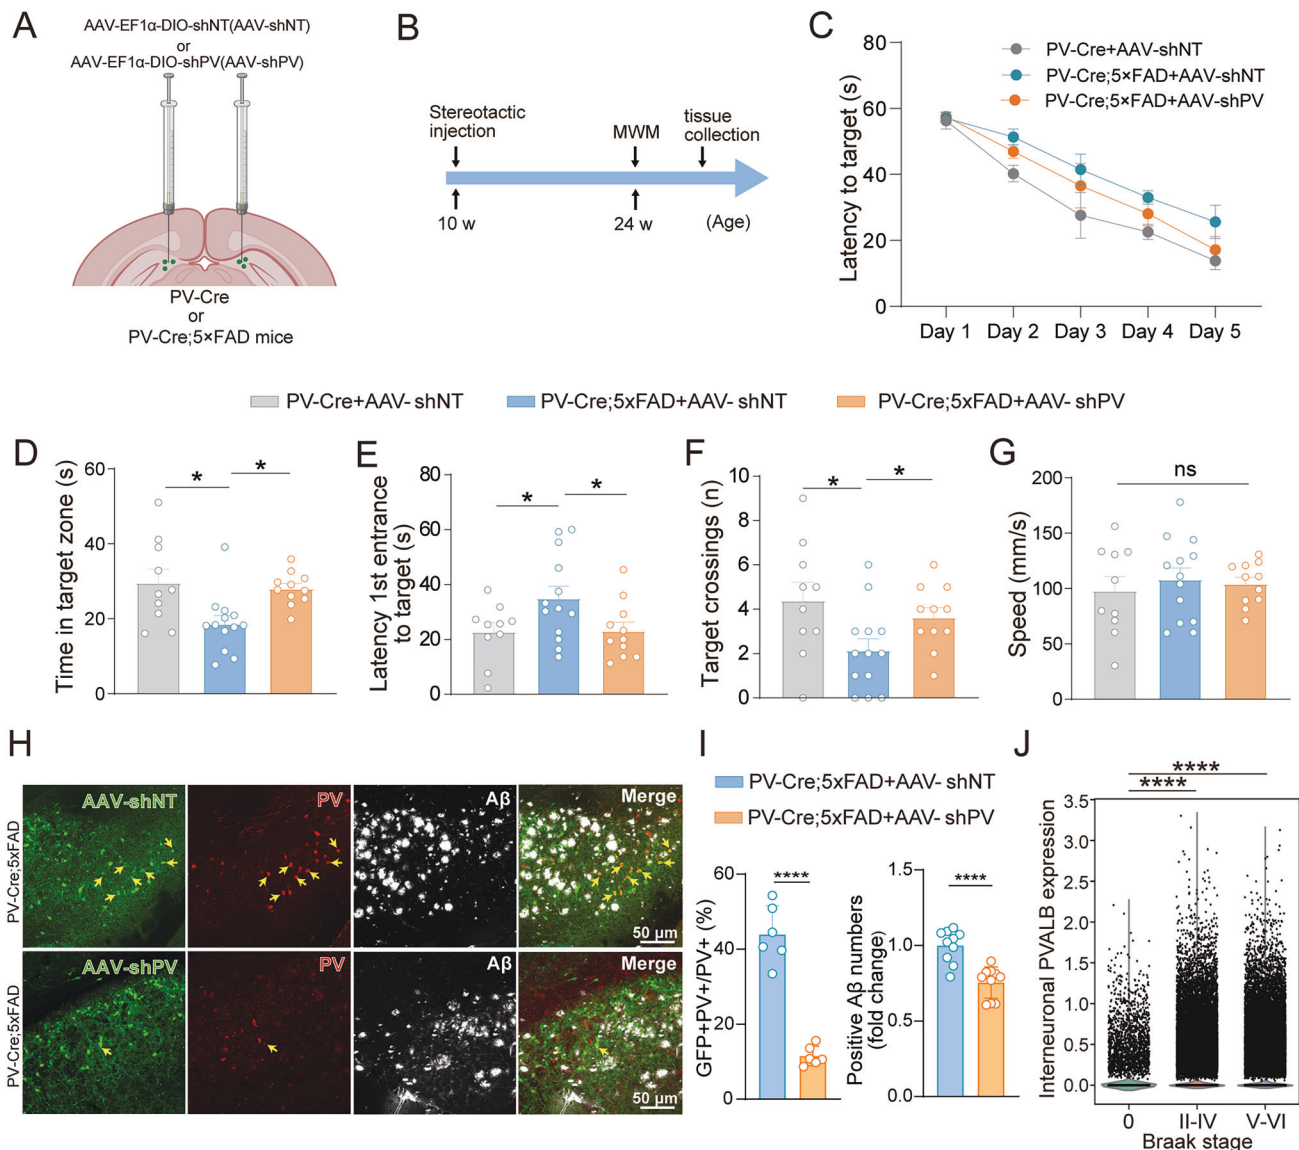 A
AAV-EF1α-DIO-shNT(AAV-shNT)
or
AAV-EF1α-DIO-shPV(AAV-shPV)
PV-Cre
or
PV-Cre;5×FAD mice
B
Stereotactic
injection
MWM
tissue
collection
10 w
24 w
(Age)
C
Latency to target (s)
80
60
40
20
0
PV-Cre+AAV-shNT
PV-Cre;5×FAD+AAV-shNT
PV-Cre;5×FAD+AAV-shPV
Day 1 Day 2 Day 3 Day 4 Day 5
PV-Cre+AAV- shNT PV-Cre;5xFAD+AAV- shNT PV-Cre;5xFAD+AAV- shPV
D
Time in target zone (s)
60
40
20
0
* *
E
Latency 1st entrance
to target (s)
80
60
40
20
0
* *
F
Target crossings (n)
10
8
6
4
2
0
* *
G
Speed (mm/s)
200
150
100
50
0
ns
H
PV-Cre;5xFAD
AAV-shNT PV Aβ Merge
50 µm
PV-Cre;5xFAD
AAV-shPV PV Aβ Merge
50 µm
I
PV-Cre;5xFAD+AAV- shNT
PV-Cre;5xFAD+AAV- shPV
GFP+PV+/PV+ (%)
60
40
20
0
****
Positive Aβ numbers
(fold change)
1.5
1.0
0.5
0.0
****
J
Interneuronal PVALB expression
****
****
3.5
3.0
2.5
2.0
1.5
1.0
0.5
0.0
0 II-IV V-VI
Braak stage